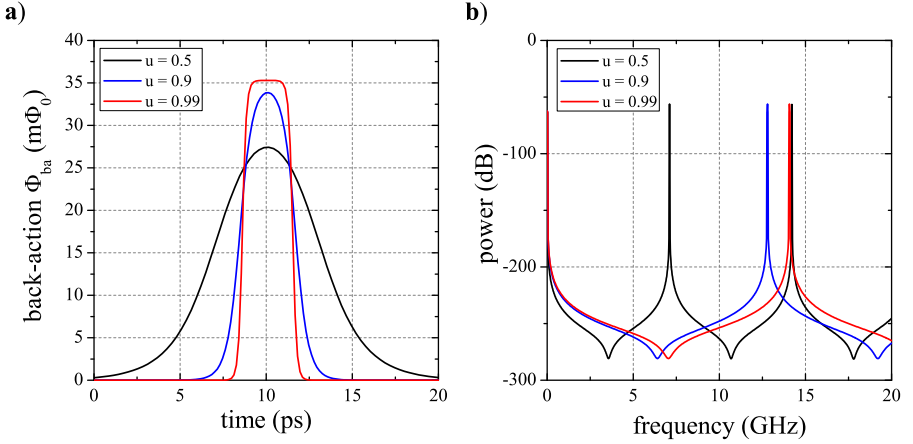 a)
back-action Φba (mΦ0)
40
35
30
25
20
15
10
5
0
u = 0.5
u = 0.9
u = 0.99
0 5 10 15 20
time (ps)
b)
power (dB)
0
-100
-200
-300
u = 0.5
u = 0.9
u = 0.99
0 5 10 15 20
frequency (GHz)